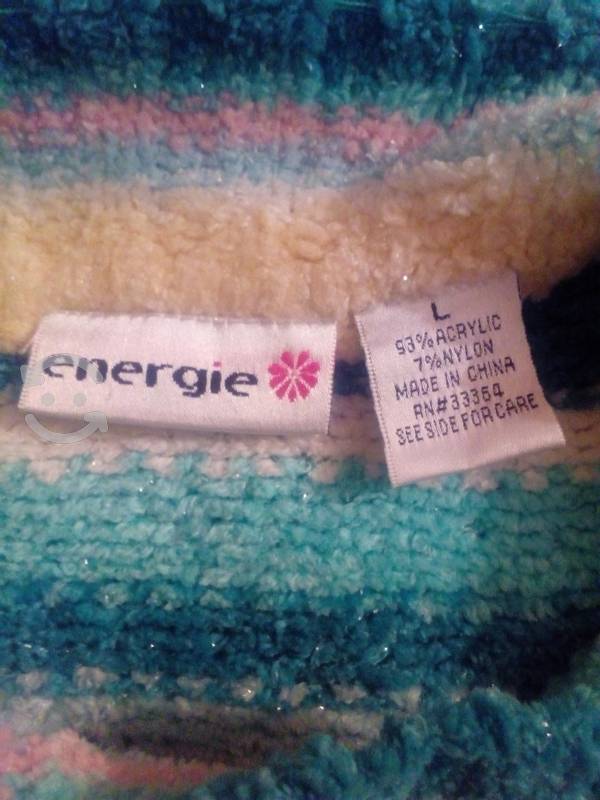 energie
L
93% ACRYLIC
7% NYLON
MADE IN CHINA
RN#33354
SEE SIDE FOR CARE